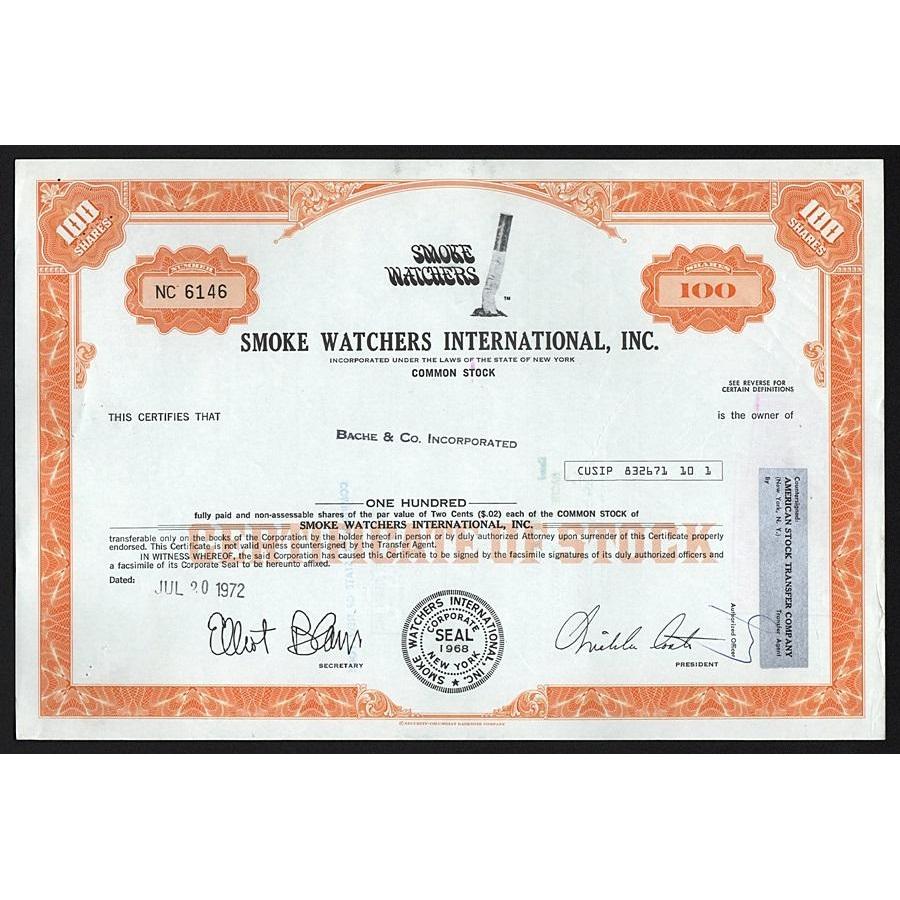 100
SHARES
100
SHARES
NUMBER
NC 6146
SMOKE
WATCHERS
TM
SHARES
100
SMOKE WATCHERS INTERNATIONAL, INC.
INCORPORATED UNDER THE LAWS OF THE STATE OF NEW YORK
COMMON STOCK
SEE REVERSE FOR
CERTAIN DEFINITIONS
THIS CERTIFIES THAT
is the owner of
BACHE & CO. INCORPORATED
CUSIP 832671 10 1
ONE HUNDRED
fully paid and non-assessable shares of the par value of Two Cents ($.02) each of the COMMON STOCK of
SMOKE WATCHERS INTERNATIONAL, INC.
CERTIFICATE OF STOCK
transferable only on the books of the Corporation by the holder hereof in person or by duly authorized Attorney upon surrender of this Certificate properly
endorsed. This Certificate is not valid unless countersigned by the Transfer Agent.
IN WITNESS WHEREOF, the said Corporation has caused this Certificate to be signed by the facsimile signatures of its duly authorized officers and
a facsimile of its Corporate Seal to be hereunto affixed.
Dated:
JUL 20 1972
SECRETARY
SMOKE WATCHERS INTERNATIONAL, INC.
CORPORATE
SEAL
1968
NEW YORK
PRESIDENT
Countersigned:
AMERICAN STOCK TRANSFER COMPANY
(New York, N. Y.)
Transfer Agent
By
Authorized Officer
© SECURITY-COLUMBIAN BANKNOTE COMPANY